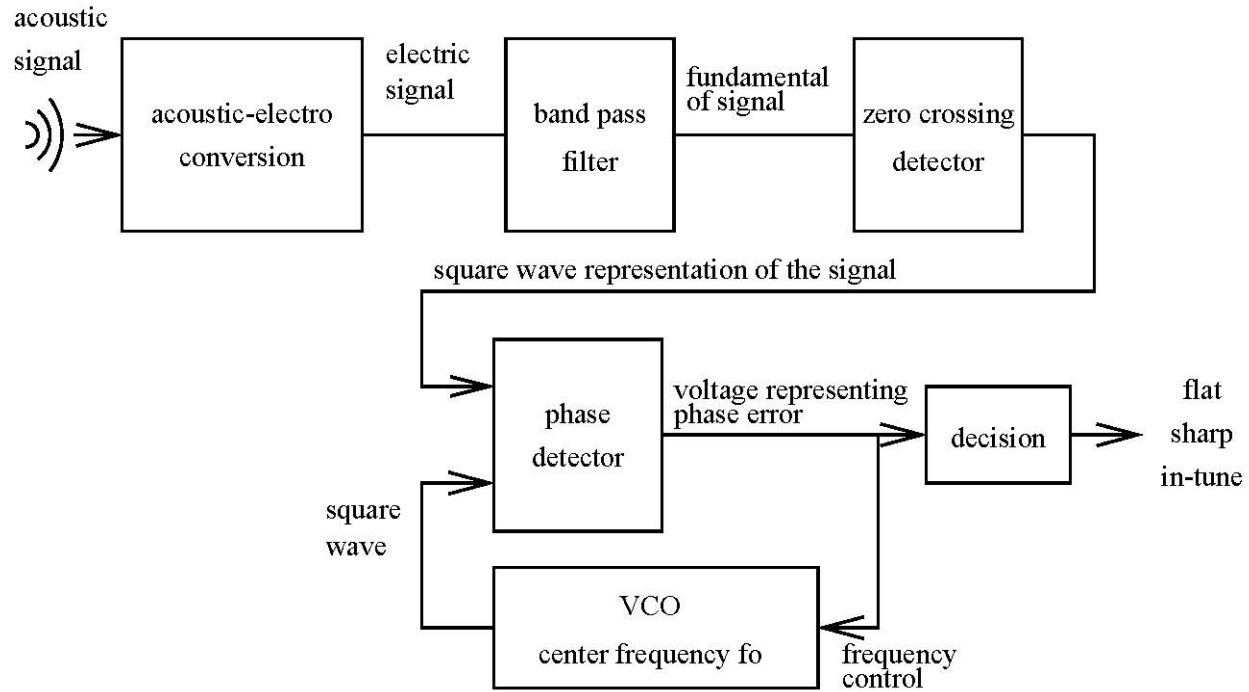 acoustic
signal
acoustic-electro
conversion
electric
signal
band pass
filter
fundamental
of signal
zero crossing
detector
square wave representation of the signal
phase
detector
voltage representing
phase error
decision
flat
sharp
in-tune
square
wave
VCO
center frequency fo
frequency
control